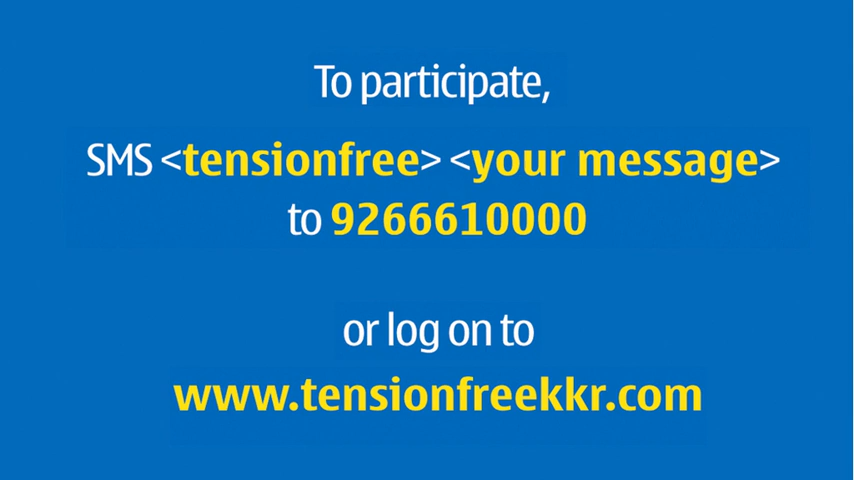 To participate,
SMS <tensionfree> <your message>
to 9266610000
or log on to
www.tensionfreekkr.com